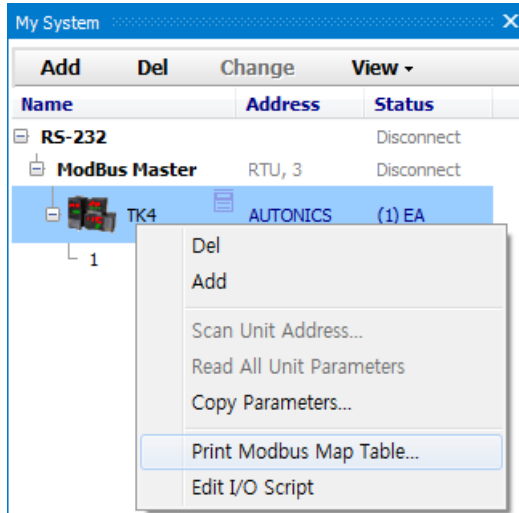 My System
Add Del Change View
Name Address Status
RS-232 Disconnect
ModBus Master RTU, 3 Disconnect
TK4 AUTONICS (1) EA
1
Del
Add
Scan Unit Address...
Read All Unit Parameters
Copy Parameters...
Print Modbus Map Table...
Edit I/O Script